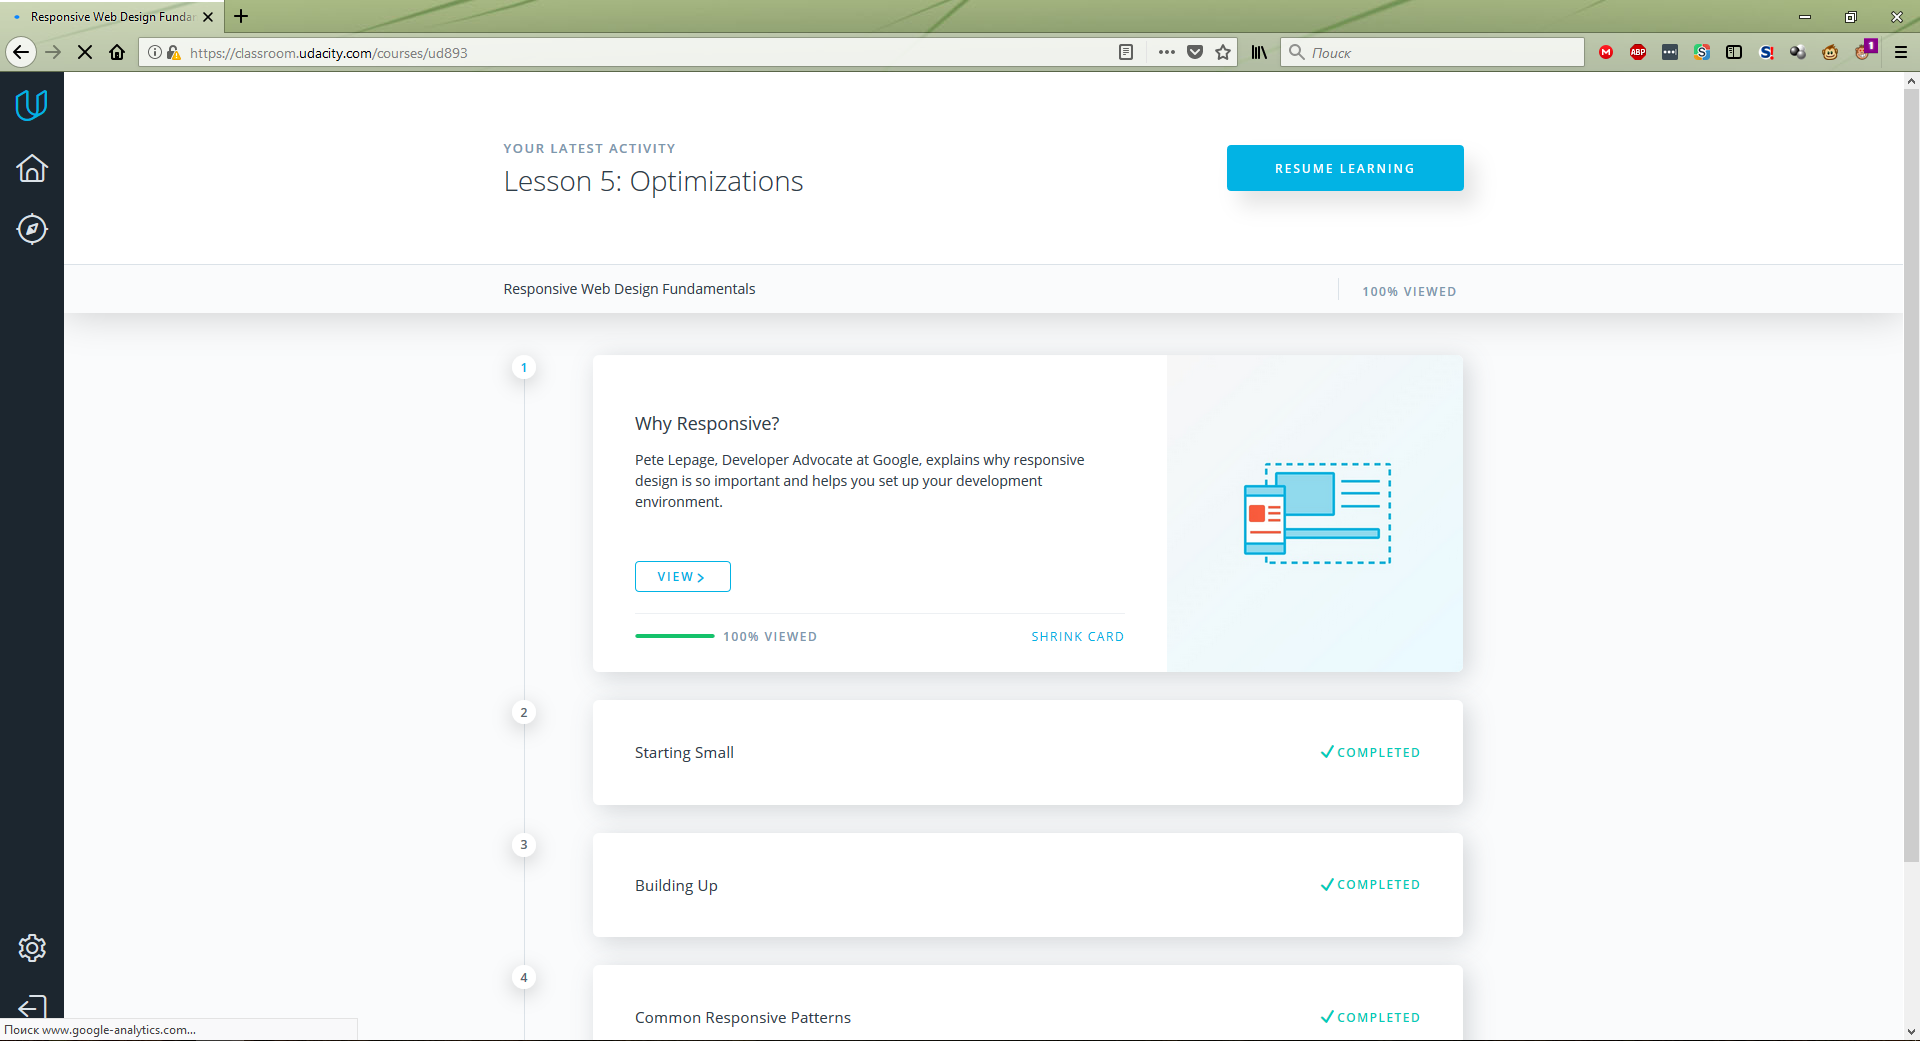 Responsive Web Design Funda
https://classroom.udacity.com/courses/ud893
Поиск
ABP
S!
1
YOUR LATEST ACTIVITY
Lesson 5: Optimizations
RESUME LEARNING
Responsive Web Design Fundamentals
100% VIEWED
1
Why Responsive?
Pete Lepage, Developer Advocate at Google, explains why responsive
design is so important and helps you set up your development
environment.
VIEW
100% VIEWED
SHRINK CARD
2
Starting Small
COMPLETED
3
Building Up
COMPLETED
4
Common Responsive Patterns
COMPLETED
Поиск www.google-analytics.com...